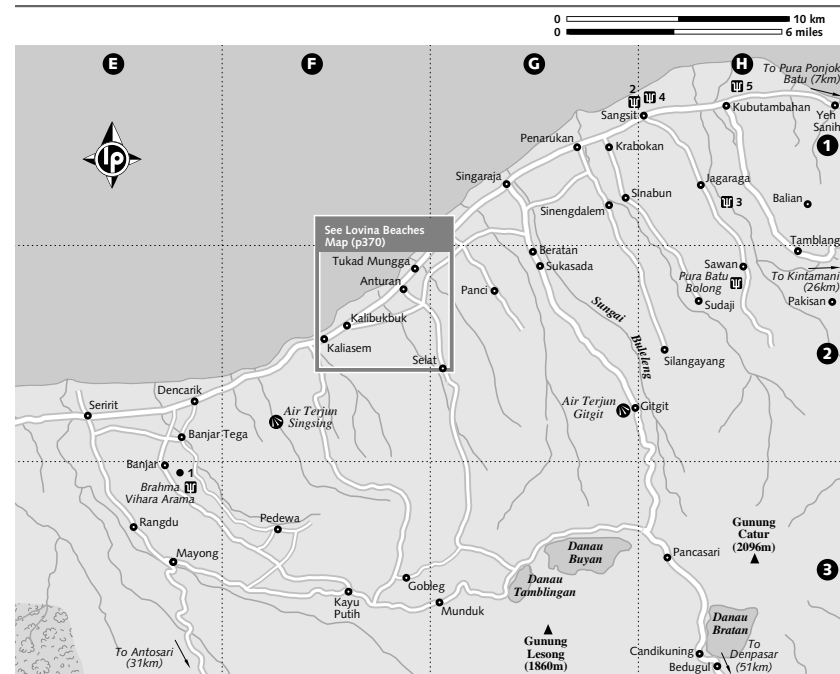 0 10 km
0 6 miles
E F G H
To Pura Ponjok
Batu (7km)
5
2
4
Sangsit
Kubutambahan
Yeh
Sanih
1
Penarukan
Krabokan
Singaraja
Jagaraga
Sinabun
3
Balian
Sinengdalem
See Lovina Beaches
Map (p370)
Beratan
Tamblang
Tukad Mungga
Sukasada
Sawan
To Kintamani
(26km)
Pura Batu
Bolong
Anturan
Panci
Sungai
Buleleng
Sudaji
Pakisan
Kalibukbuk
Kaliasem
2
Selat
Silangayang
Dencarik
Seririt
Air Terjun
Singsing
Air Terjun
Gitgit
Gitgit
Banjar Tega
Banjar
1
Brahma
Vihara Arama
Rangdu
Pedewa
Gunung
Catur
(2096m)
Danau
Buyan
Pancasari
Mayong
3
Gobleg
Danau
Tamblingan
Kayu
Putih
Munduk
Danau
Bratan
Gunung
Lesong
(1860m)
To Antosari
(31km)
Candikuning
Bedugul
To
Denpasar
(51km)
lp